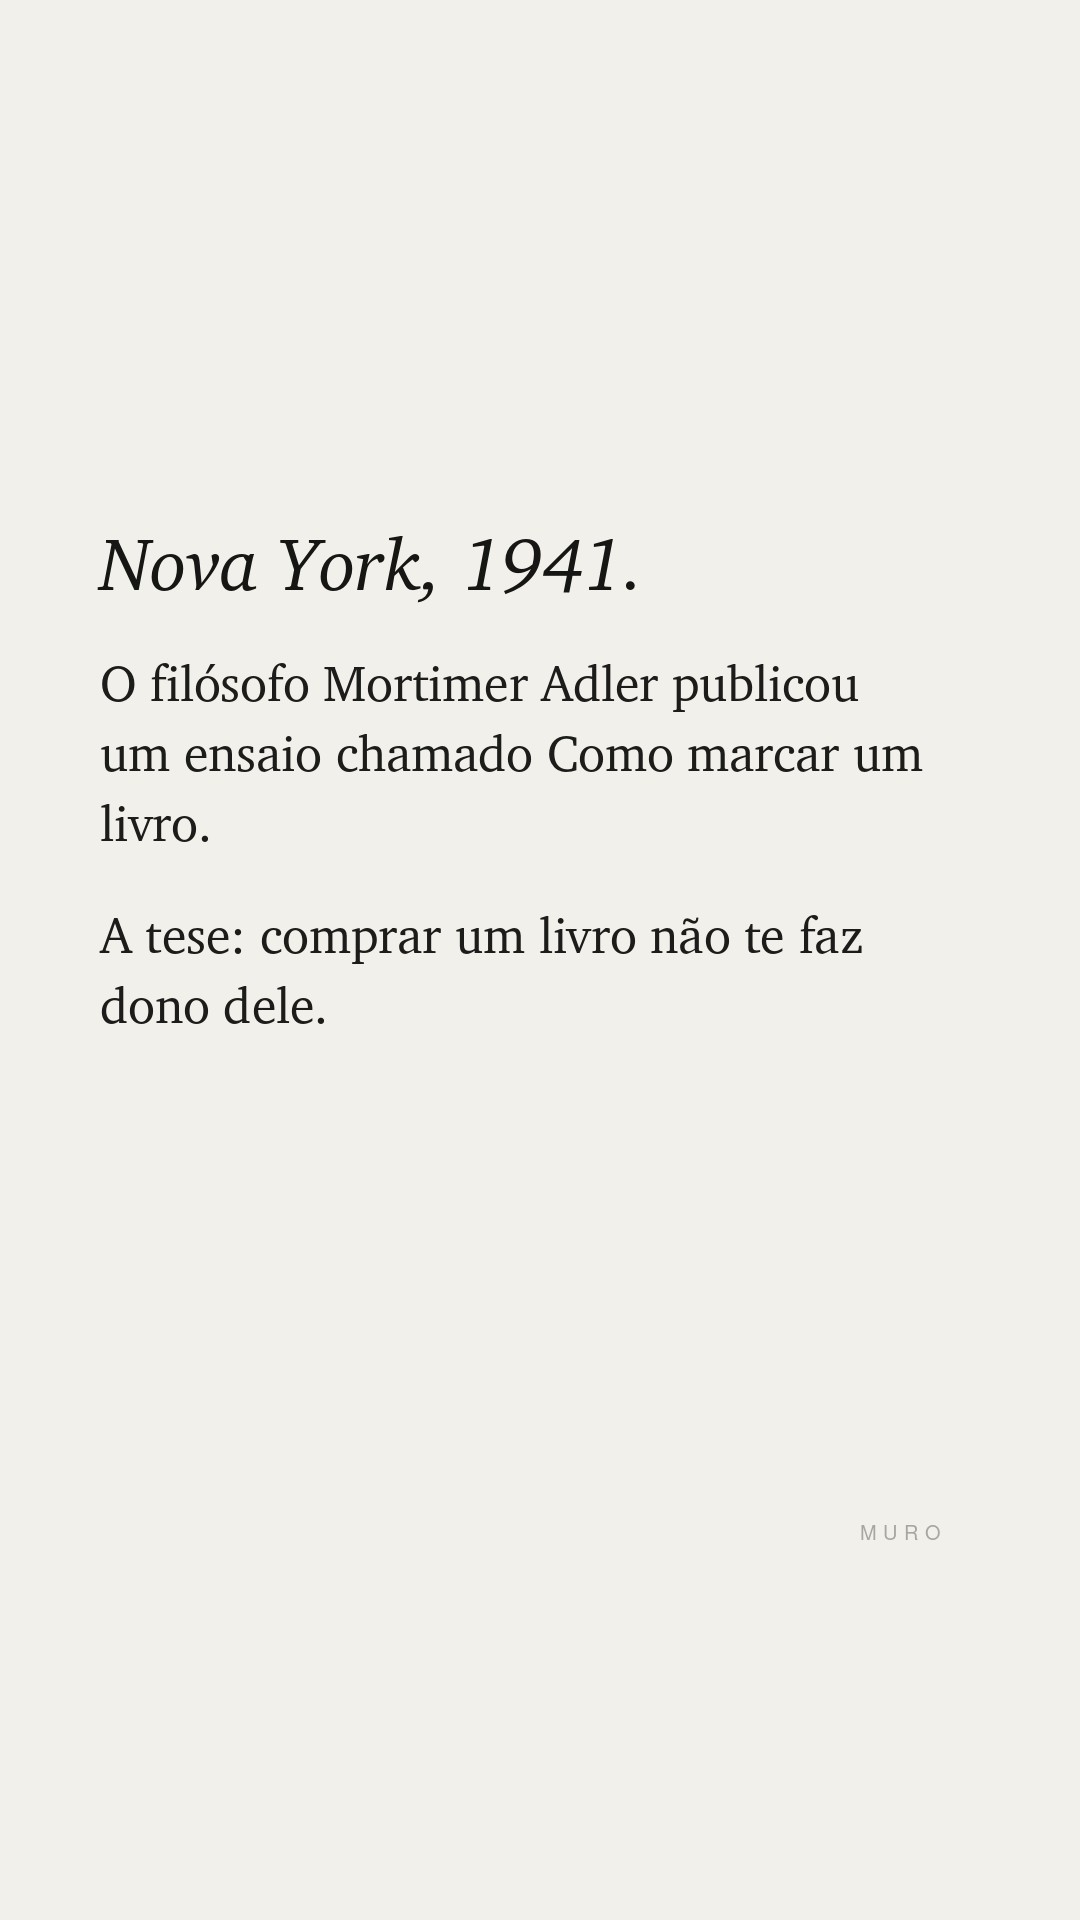 Nova York, 1941.
O filósofo Mortimer Adler publicou
um ensaio chamado Como marcar um
livro.
A tese: comprar um livro não te faz
dono dele.
MURO